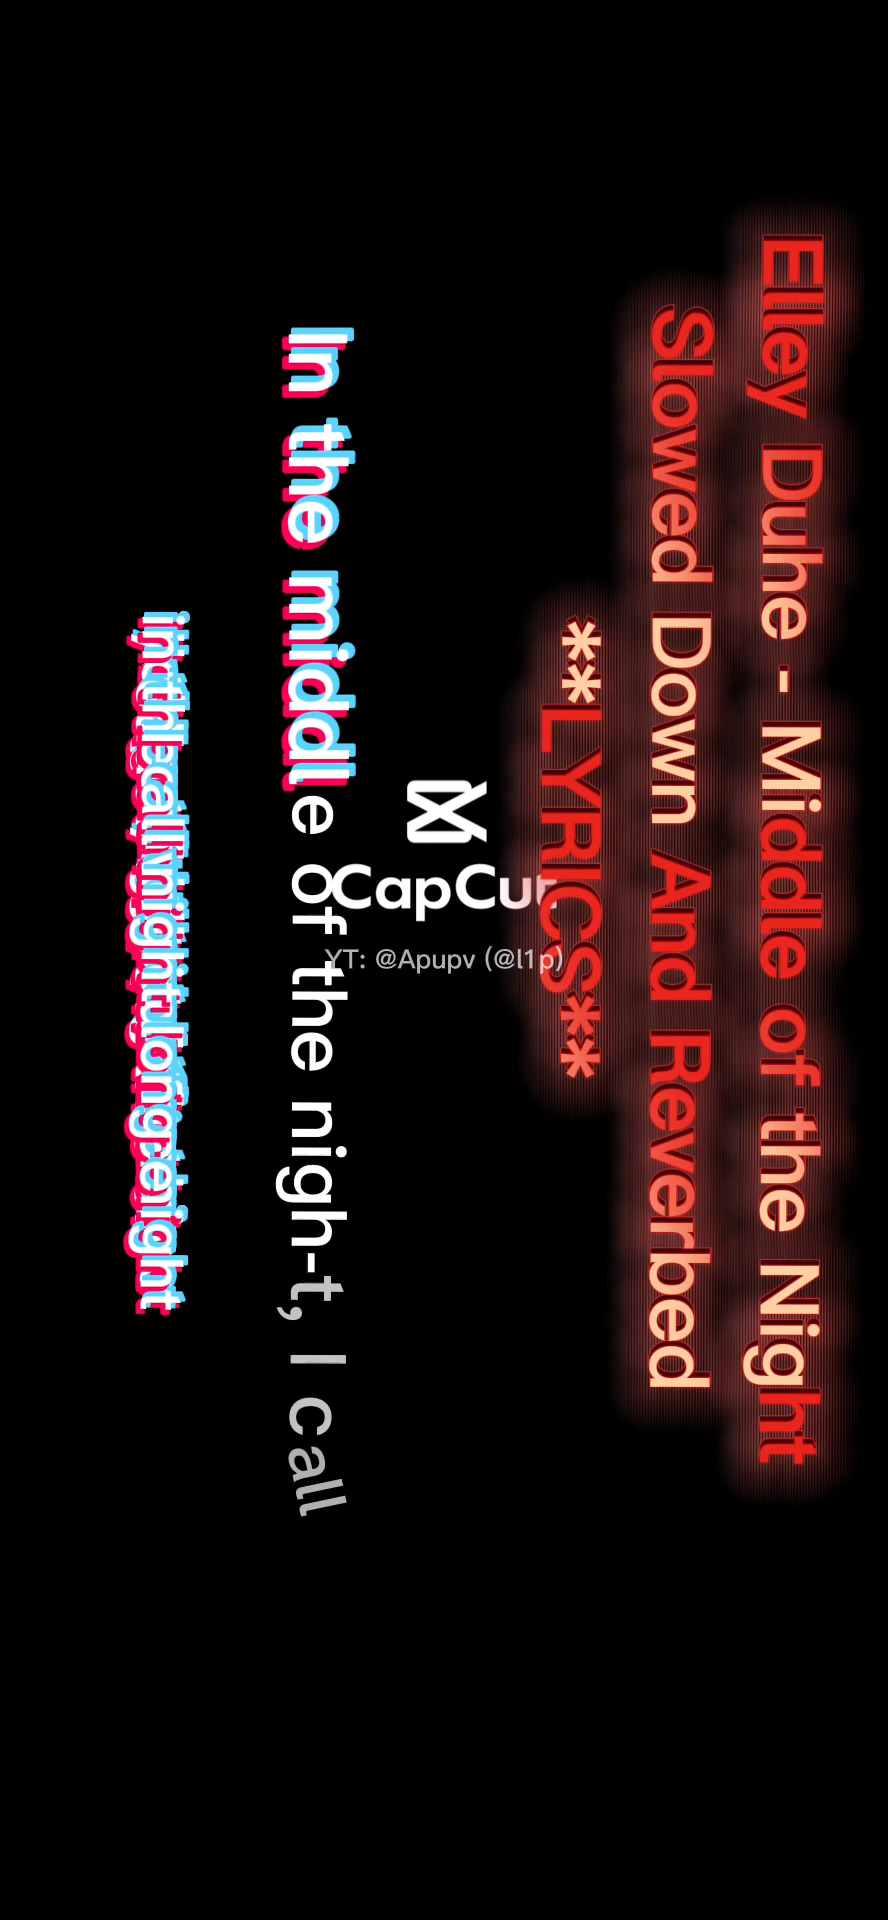 Elley Duhe - Middle of the Night
Slowed Down And Reverbed
**LYRICS**
CapCut
YT: @Apupv (@l1p)
In the middle of the nigh-t, I call